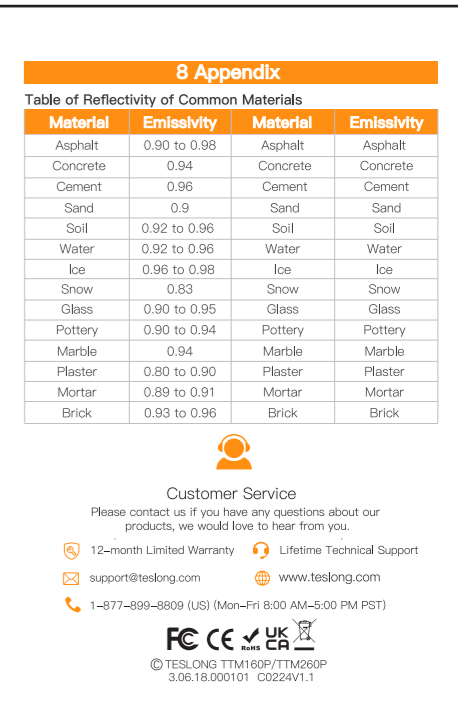 8 Appendix
Table of Reflectivity of Common Materials
Material Emissivity Material Emissivity
Asphalt 0.90 to 0.98 Asphalt Asphalt
Concrete 0.94 Concrete Concrete
Cement 0.96 Cement Cement
Sand 0.9 Sand Sand
Soil 0.92 to 0.96 Soil Soil
Water 0.92 to 0.96 Water Water
Ice 0.96 to 0.98 Ice Ice
Snow 0.83 Snow Snow
Glass 0.90 to 0.95 Glass Glass
Pottery 0.90 to 0.94 Pottery Pottery
Marble 0.94 Marble Marble
Plaster 0.80 to 0.90 Plaster Plaster
Mortar 0.89 to 0.91 Mortar Mortar
Brick 0.93 to 0.96 Brick Brick
Customer Service
Please contact us if you have any questions about our
products, we would love to hear from you.
12-month Limited Warranty Lifetime Technical Support
support@teslong.com www.teslong.com
1-877-899-8809 (US) (Mon-Fri 8:00 AM-5:00 PM PST)
FC CE RoHS UK CA
© TESLONG TTM160P/TTM260P
3.06.18.000101 C0224V1.1